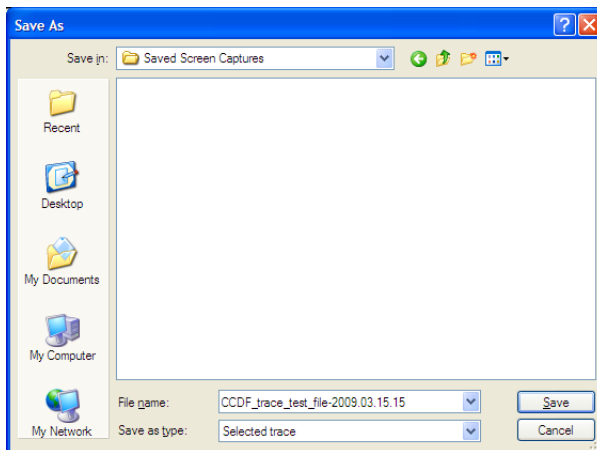 Save As
Save in:
Saved Screen Captures
Recent
Desktop
My Documents
My Computer
My Network
File name:
CCDF_trace_test_file-2009.03.15.15
Save
Save as type:
Selected trace
Cancel